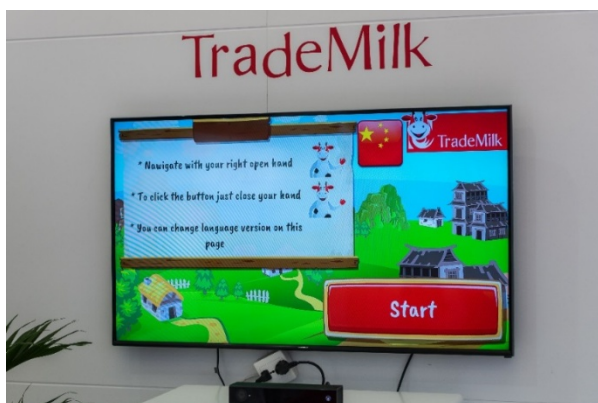 TradeMilk
TradeMilk
* Nawigate with your right open hand
* To click the button just close your hand
* You can change language version on this
page
Start